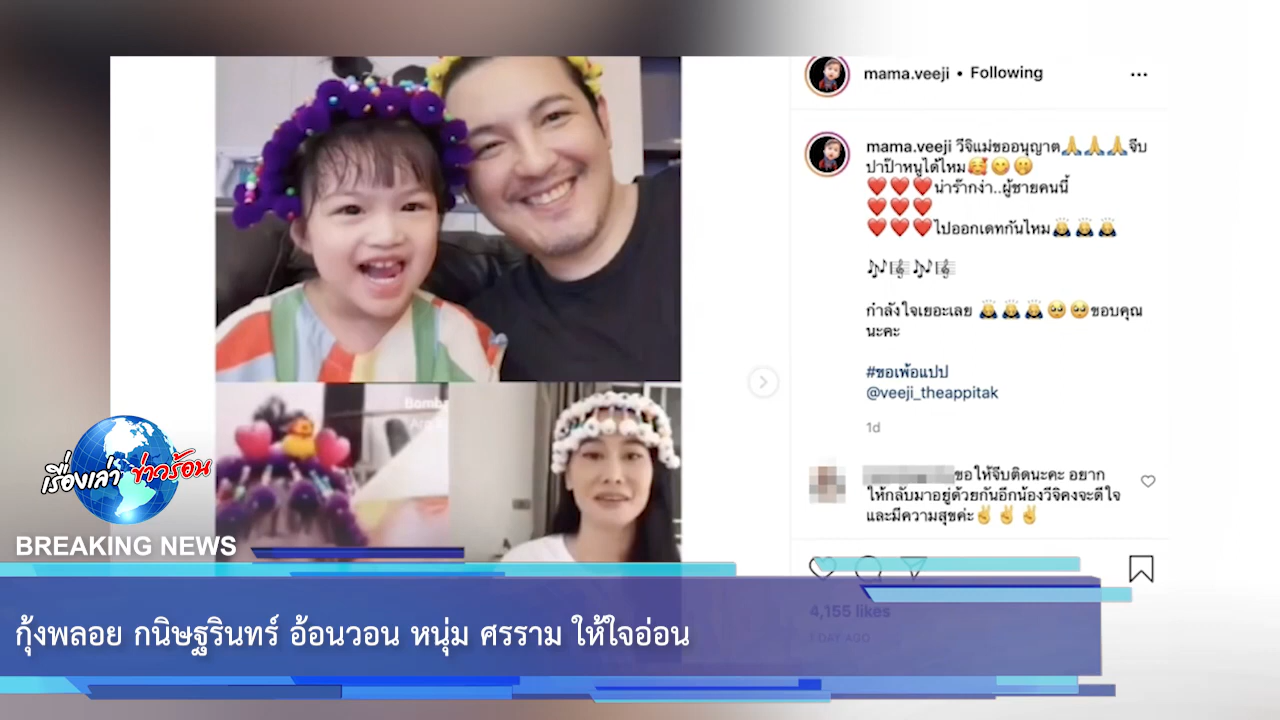 mama.veeji • Following
mama.veeji วีจิแม่ขออนุญาต🙏🙏🙏จีบ
ปาป๊าหนูได้ไหม🥰😋🤭
❤️❤️❤️น่าร๊ากง่า..ผู้ชายคนนี้
❤️❤️❤️
❤️❤️❤️ไปออกเดทกันไหม🙇‍♀️🙇‍♀️🙇‍♀️
🎶🎼🎶🎼
กำลังใจเยอะเลย 🙇‍♀️🙇‍♀️🙇‍♀️🥺🥺ขอบคุณ
นะคะ
#ขอเพ้อแปป
@veeji_theappitak
1d
ขอให้จีบติดนะคะ อยาก
ให้กลับมาอยู่ด้วยกันอีกน้องวีจิคงจะดีใจ
และมีความสุขค่ะ✌️✌️✌️
4,155 likes
1 DAY AGO
เรื่องเล่า ข่าวร้อน
BREAKING NEWS
กุ้งพลอย กนิษฐรินทร์ อ้อนวอน หนุ่ม ศรราม ให้ใจอ่อน